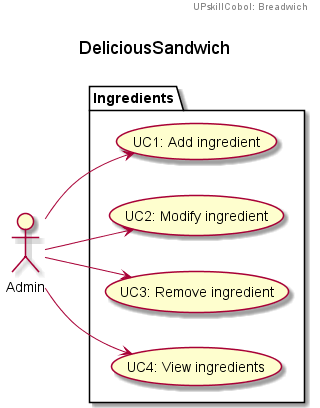 UPskillCobol: Breadwich
DeliciousSandwich
Ingredients
UC1: Add ingredient
UC2: Modify ingredient
UC3: Remove ingredient
Admin
UC4: View ingredients